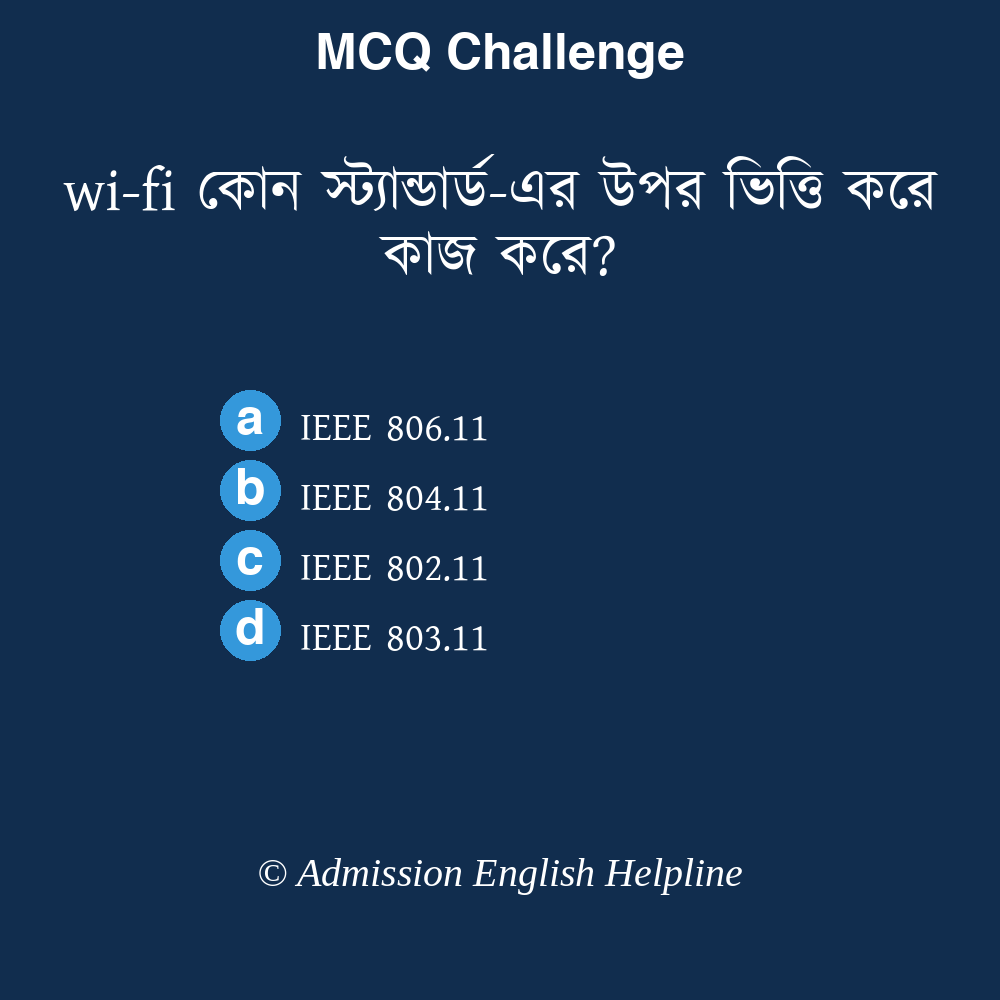 MCQ Challenge
wi-fi কোন স্ট্যান্ডার্ড-এর উপর ভিত্তি করে
কাজ করে?
a IEEE 806.11
b IEEE 804.11
c IEEE 802.11
d IEEE 803.11
© Admission English Helpline